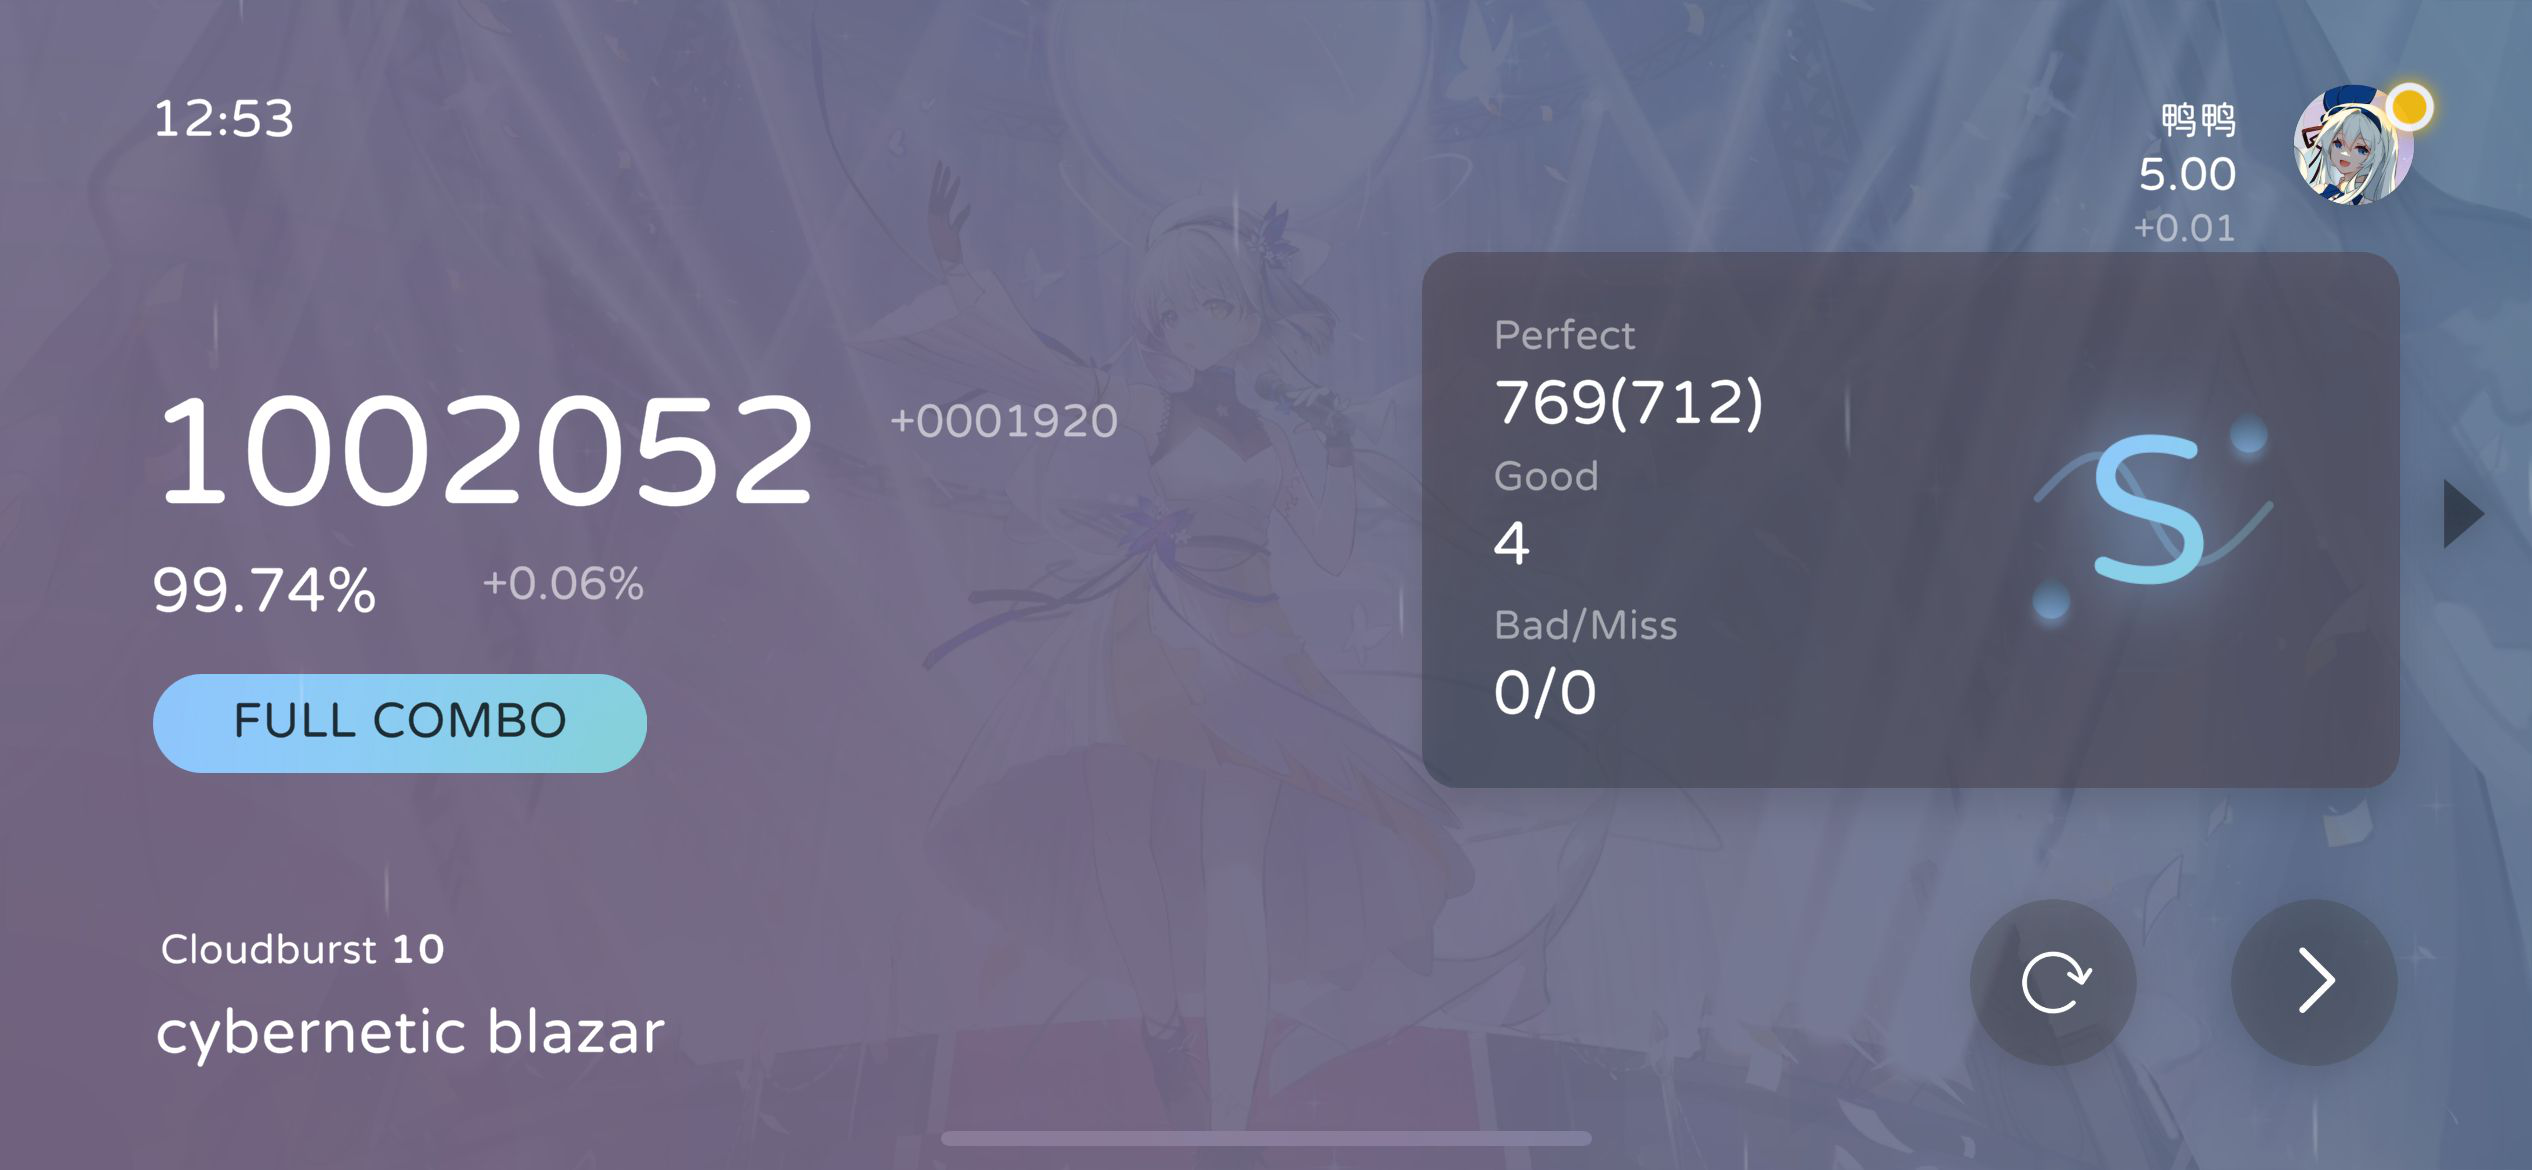 12:53
鸭鸭
5.00
+0.01
1002052 +0001920
99.74% +0.06%
FULL COMBO
Perfect
769(712)
Good
4
Bad/Miss
0/0
S
Cloudburst 10
cybernetic blazar